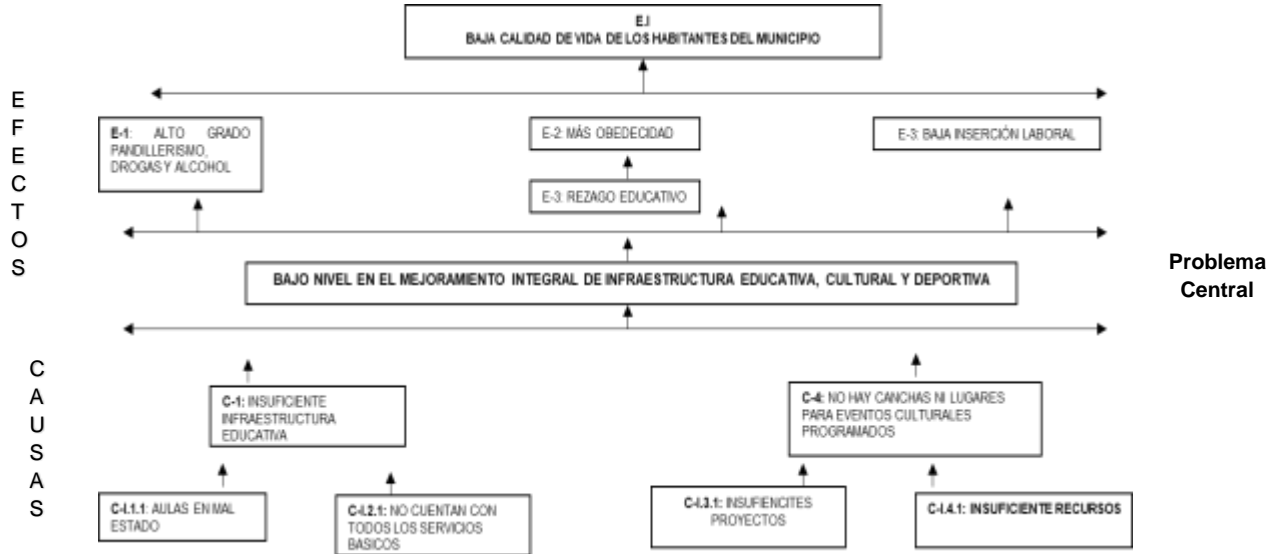 E.I
BAJA CALIDAD DE VIDA DE LOS HABITANTES DEL MUNICIPIO
E
F
E
C
T
O
S
E-1: ALTO GRADO
PANDILLERISMO,
DROGAS Y ALCOHOL
E-2: MÁS OBEDECIDAD
E-3: BAJA INSERCIÓN LABORAL
E-3: REZAGO EDUCATIVO
BAJO NIVEL EN EL MEJORAMIENTO INTEGRAL DE INFRAESTRUCTURA EDUCATIVA, CULTURAL Y DEPORTIVA
Problema
Central
C
A
U
S
A
S
C-1: INSUFICIENTE
INFRAESTRUCTURA
EDUCATIVA
C-4: NO HAY CANCHAS NI LUGARES
PARA EVENTOS CULTURALES
PROGRAMADOS
C-I.1.1: AULAS EN MAL
ESTADO
C-I.2.1: NO CUENTAN CON
TODOS LOS SERVICIOS
BASICOS
C-I.3.1: INSUFIENCITES
PROYECTOS
C-I.4.1: INSUFICIENTE RECURSOS